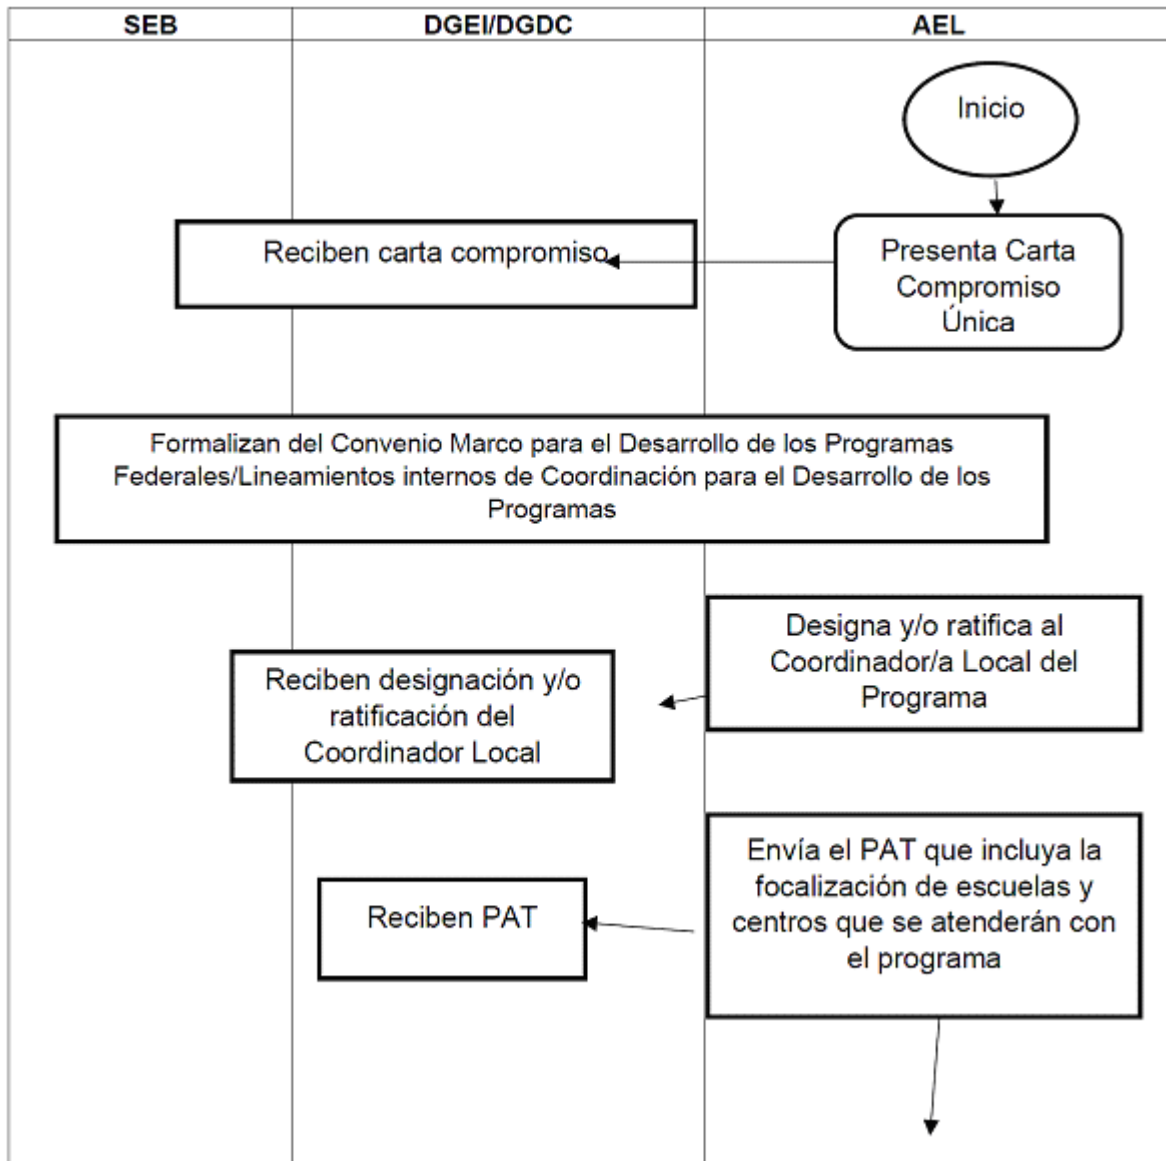 SEB
DGEI/DGDC
AEL
Inicio
Reciben carta compromiso
Presenta Carta
Compromiso
Única
Formalizan del Convenio Marco para el Desarrollo de los Programas
Federales/Lineamientos internos de Coordinación para el Desarrollo de los
Programas
Designa y/o ratifica al
Coordinador/a Local del
Programa
Reciben designación y/o
ratificación del
Coordinador Local
Envía el PAT que incluya la
focalización de escuelas y
centros que se atenderán con
el programa
Reciben PAT